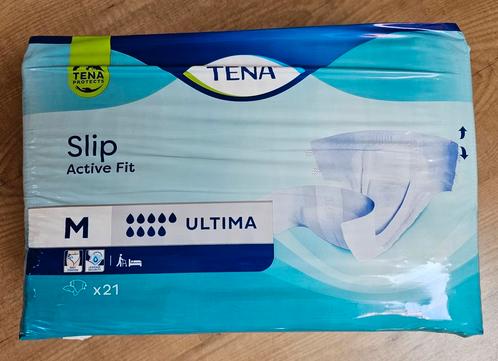 TENA
PROTECTS
TENA
Slip
Active Fit
M
ULTIMA
x21